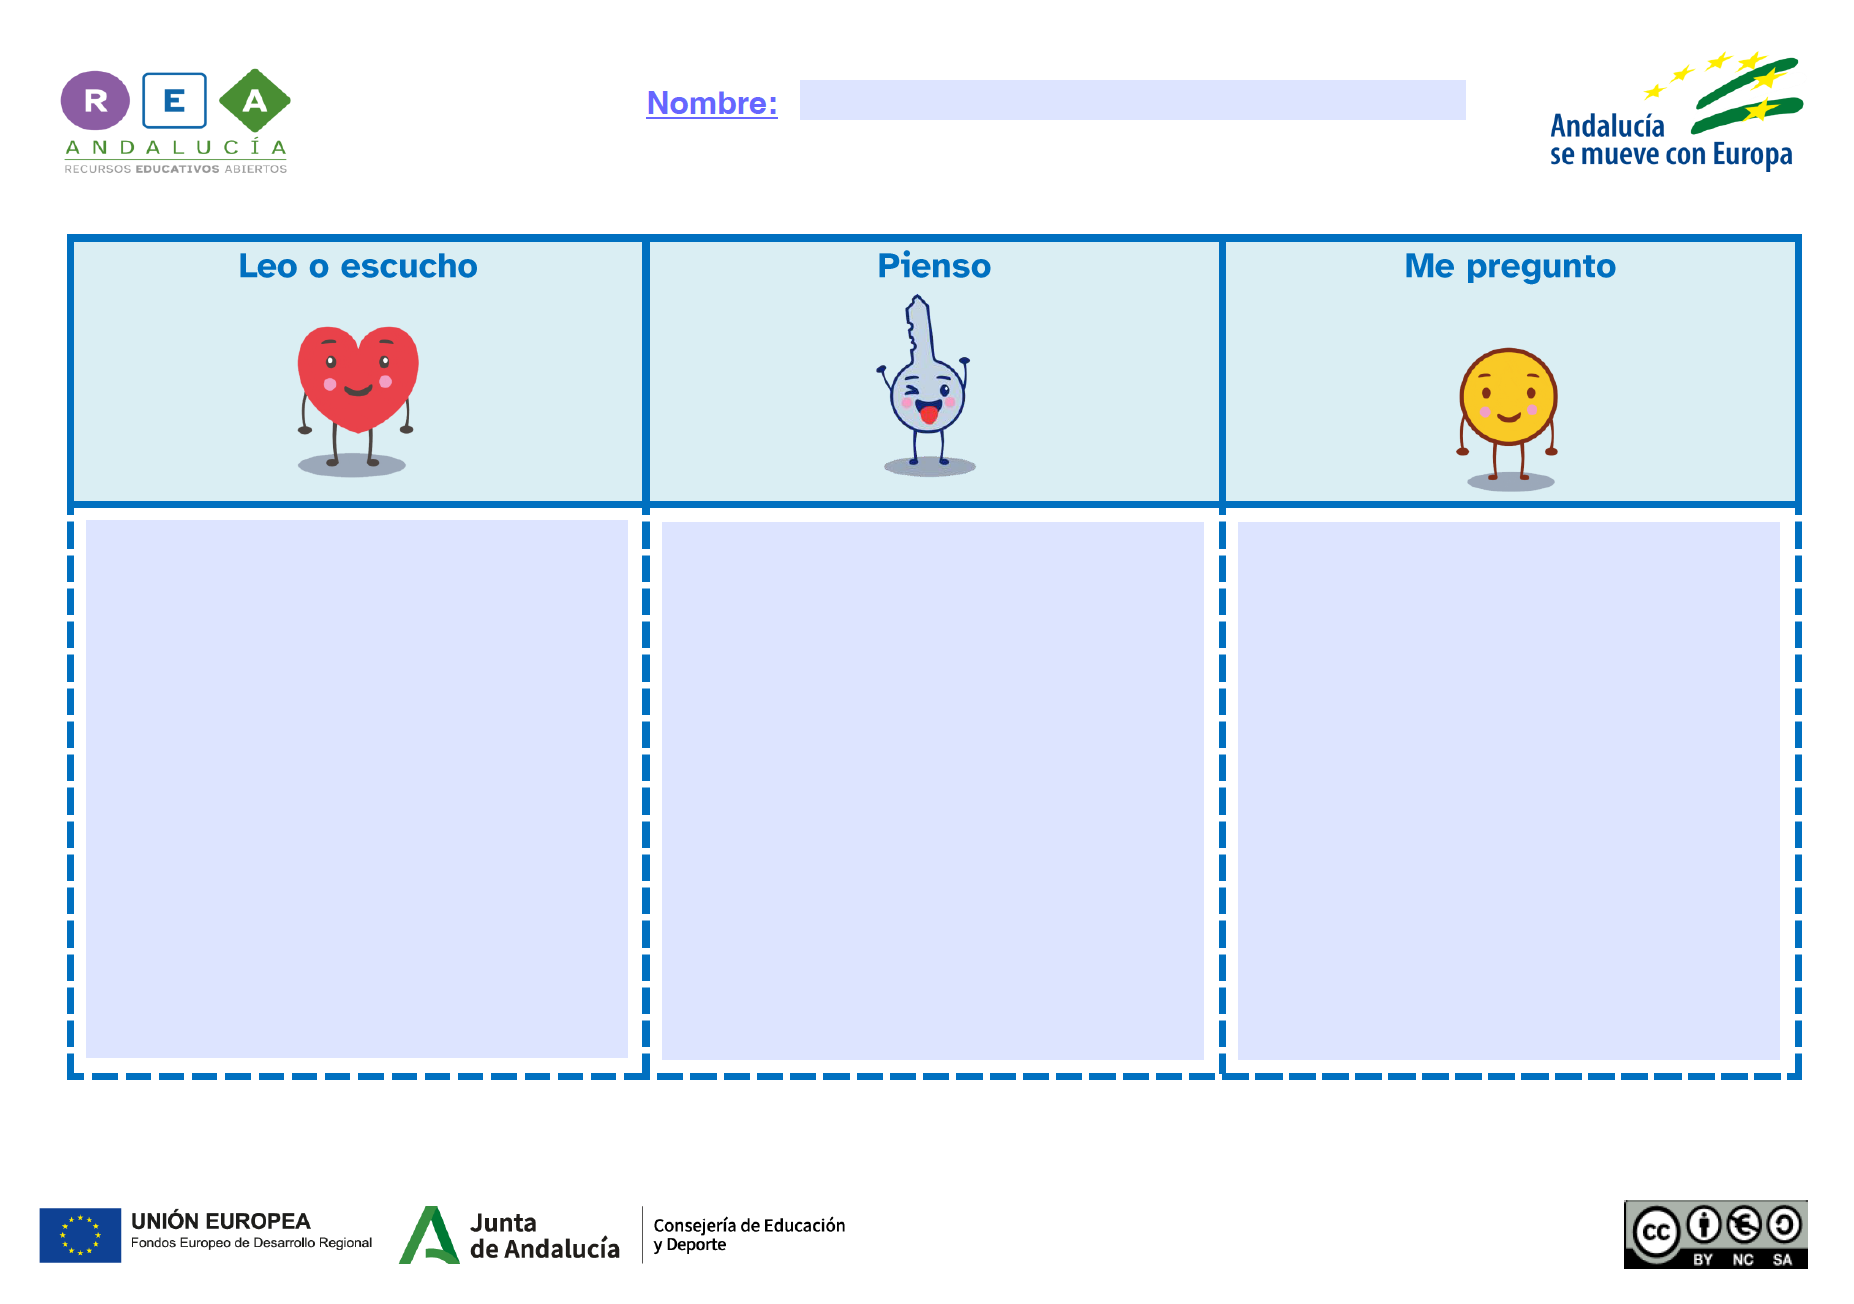 R E A
ANDALUCÍA
RECURSOS EDUCATIVOS ABIERTOS
Nombre:
Andalucía
se mueve con Europa
Leo o escucho
Pienso
Me pregunto
UNIÓN EUROPEA
Fondos Europeo de Desarrollo Regional
Junta
de Andalucía
Consejería de Educación
y Deporte
cc
BY NC SA